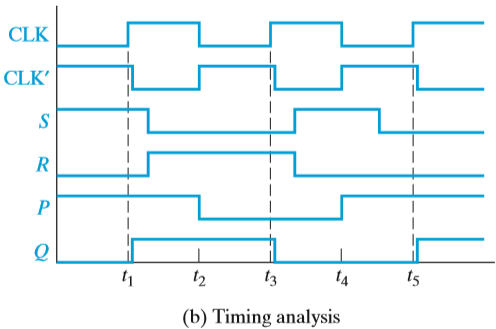 CLK
CLK′
S
R
P
Q
t₁ t₂ t₃ t₄ t₅
(b) Timing analysis